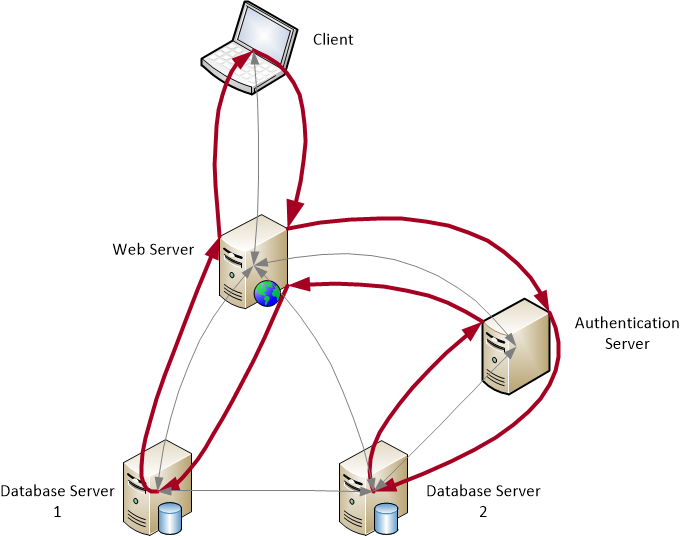 Client
Web Server
Authentication
Server
Database Server
1
Database Server
2